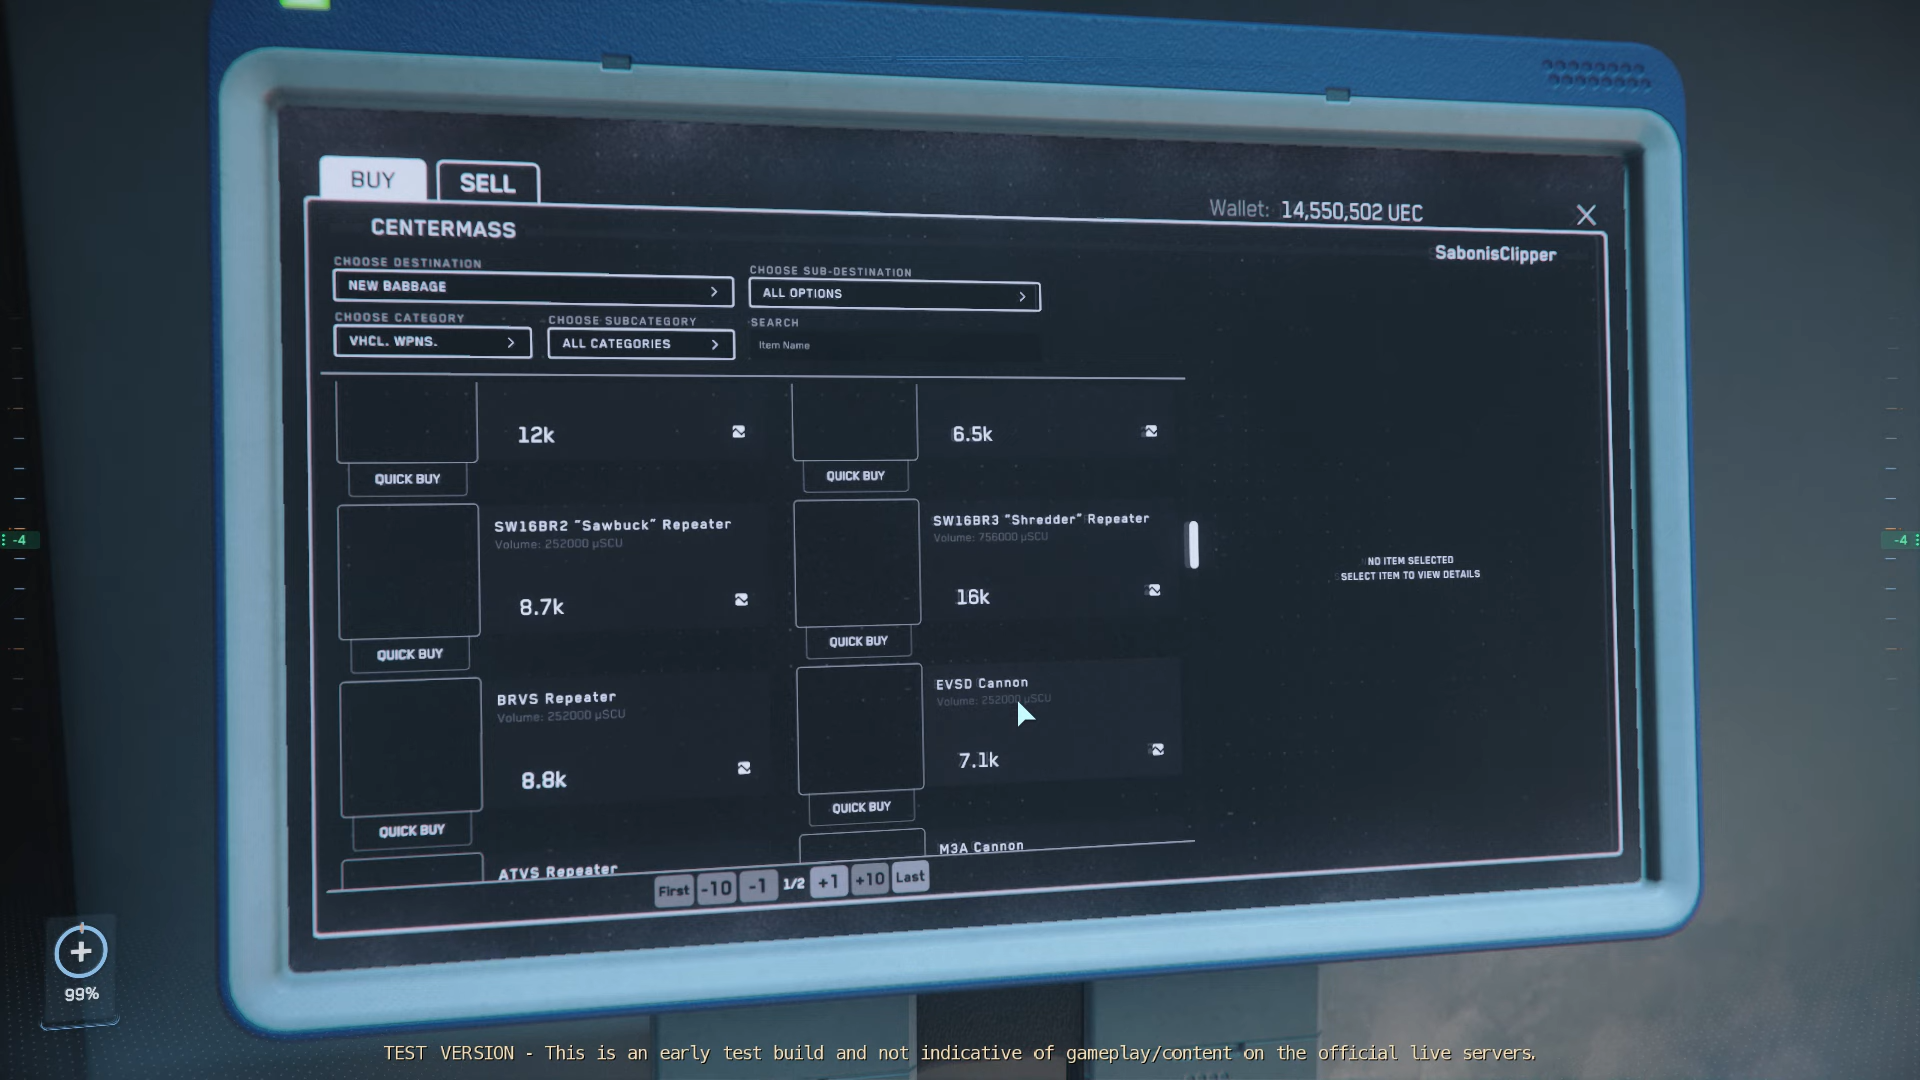 BUY
SELL
Wallet: 14,550,502 UEC
CENTERMASS
SabonisClipper
CHOOSE DESTINATION
CHOOSE SUB-DESTINATION
NEW BABBAGE
ALL OPTIONS
CHOOSE CATEGORY
CHOOSE SUBCATEGORY
SEARCH
VHCL. WPNS.
ALL CATEGORIES
Item Name
12k
6.5k
QUICK BUY
QUICK BUY
SW16BR2 "Sawbuck" Repeater
Volume: 252000 µSCU
8.7k
QUICK BUY
SW16BR3 "Shredder" Repeater
Volume: 756000 µSCU
16k
QUICK BUY
BRVS Repeater
Volume: 252000 µSCU
8.8k
QUICK BUY
EVSD Cannon
Volume: 252000 µSCU
7.1k
QUICK BUY
ATVS Repeater
M3A Cannon
First -10 -1 1/2 +1 +10 Last
NO ITEM SELECTED
SELECT ITEM TO VIEW DETAILS
-4
-4
99%
TEST VERSION - This is an early test build and not indicative of gameplay/content on the official live servers.